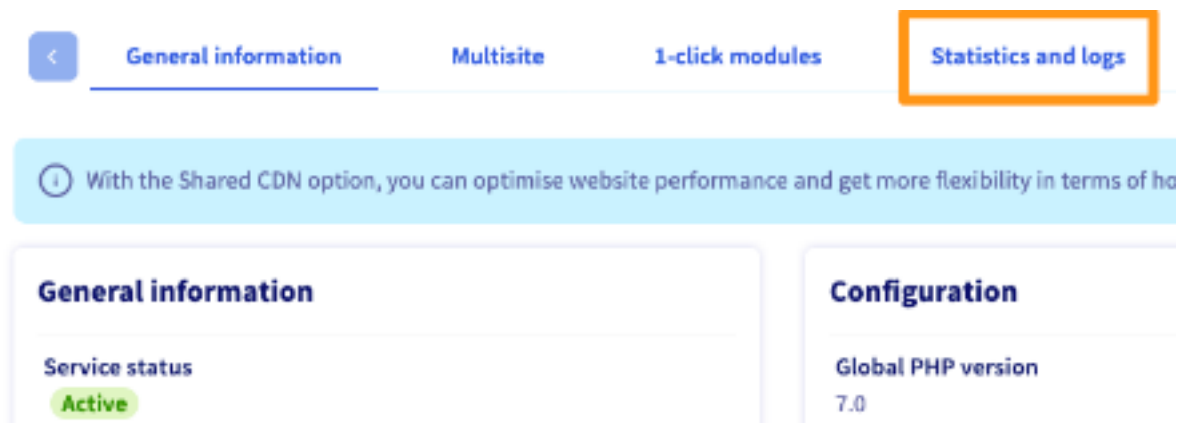 General information Multisite 1-click modules Statistics and logs
With the Shared CDN option, you can optimise website performance and get more flexibility in terms of
General information
Service status
Active
Configuration
Global PHP version
7.0